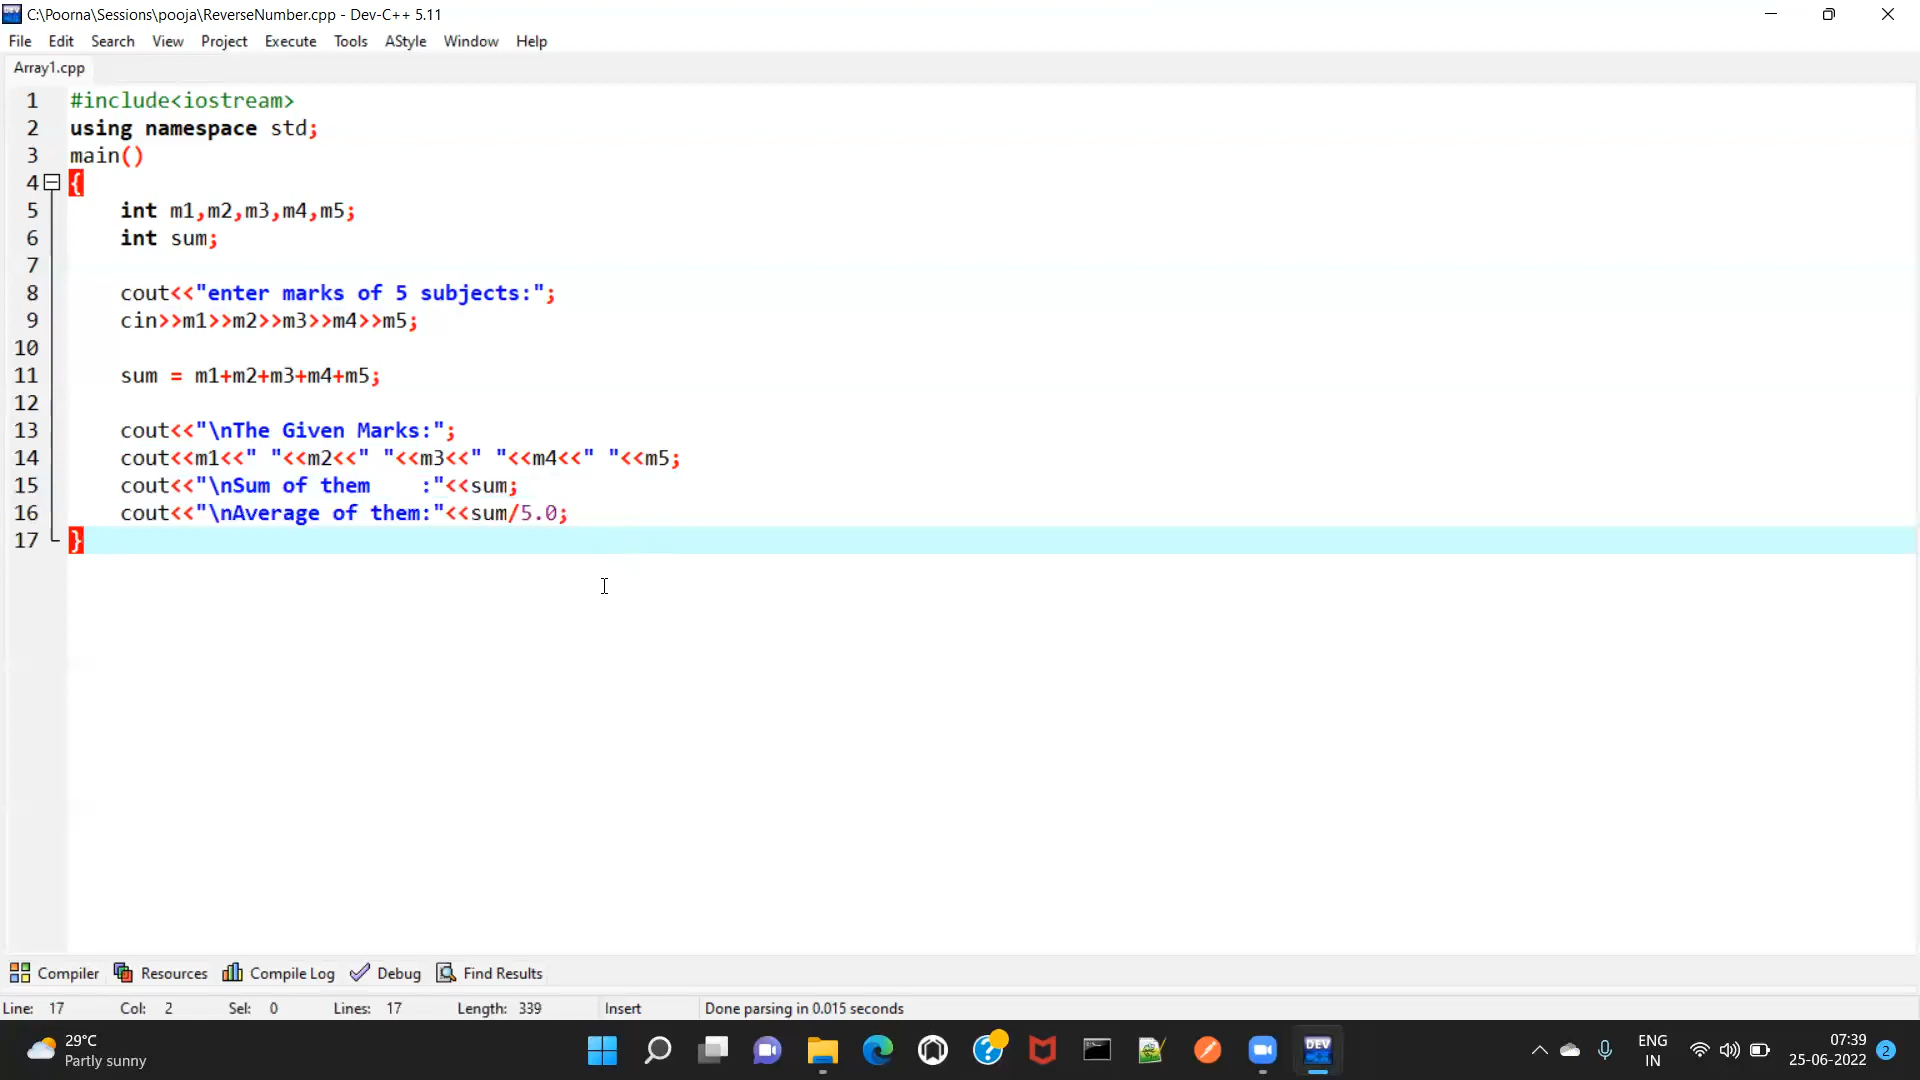 C:\Poorna\Sessions\pooja\ReverseNumber.cpp - Dev-C++ 5.11
File Edit Search View Project Execute Tools AStyle Window Help
Array1.cpp
1 #include<iostream>
2 using namespace std;
3 main()
4 {
5 int m1,m2,m3,m4,m5;
6 int sum;
7
8 cout<<"enter marks of 5 subjects:";
9 cin>>m1>>m2>>m3>>m4>>m5;
10
11 sum = m1+m2+m3+m4+m5;
12
13 cout<<"\nThe Given Marks:";
14 cout<<m1<<" "<<m2<<" "<<m3<<" "<<m4<<" "<<m5;
15 cout<<"\nSum of them    :"<<sum;
16 cout<<"\nAverage of them:"<<sum/5.0;
17 }
Compiler Resources Compile Log Debug Find Results
Line: 17 Col: 2 Sel: 0 Lines: 17 Length: 339 Insert Done parsing in 0.015 seconds
29°C
Partly sunny
DEV
ENG
IN
07:39
25-06-2022
2